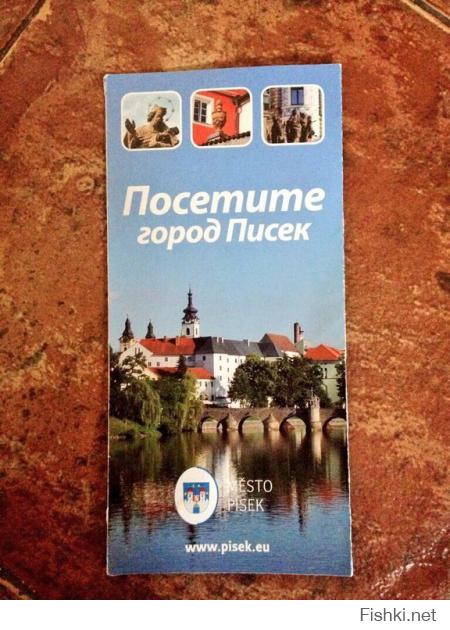 Посетите
город Писек
MĚSTO
PÍSEK
www.pisek.eu
Fishki.net